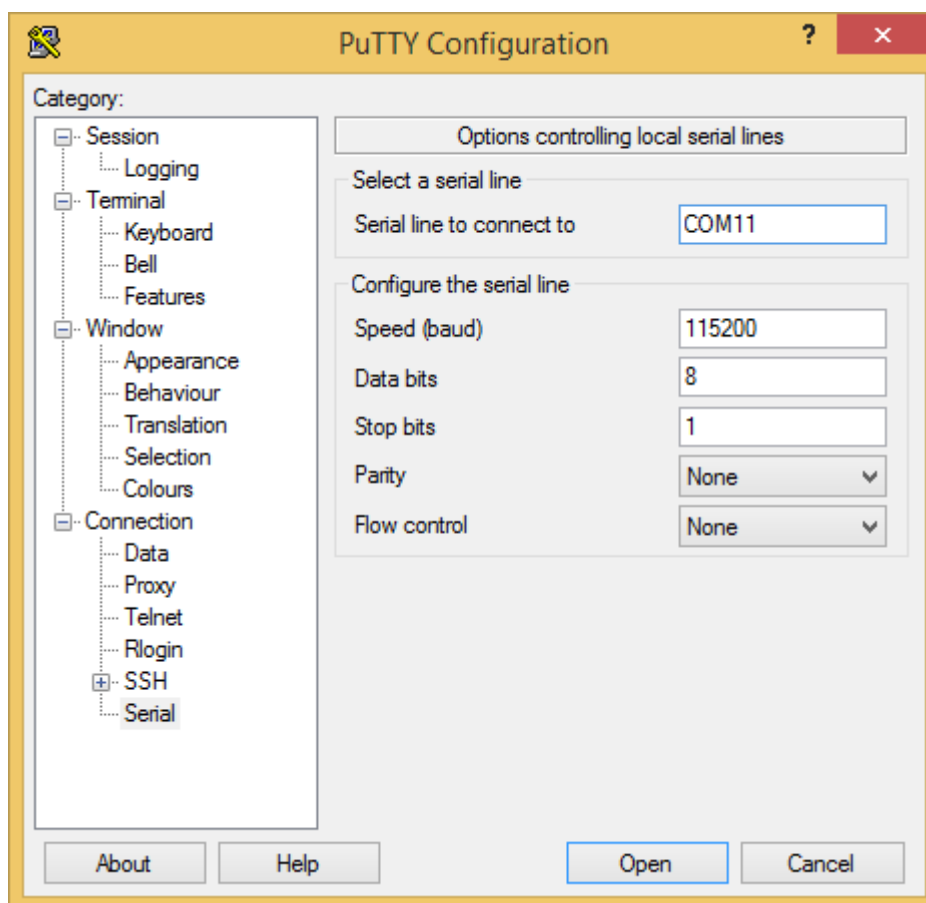 PuTTY Configuration
?
×
Category:
Session
Logging
Terminal
Keyboard
Bell
Features
Window
Appearance
Behaviour
Translation
Selection
Colours
Connection
Data
Proxy
Telnet
Rlogin
SSH
Serial
Options controlling local serial lines
Select a serial line
Serial line to connect to COM11
Configure the serial line
Speed (baud) 115200
Data bits 8
Stop bits 1
Parity None
Flow control None
About Help Open Cancel